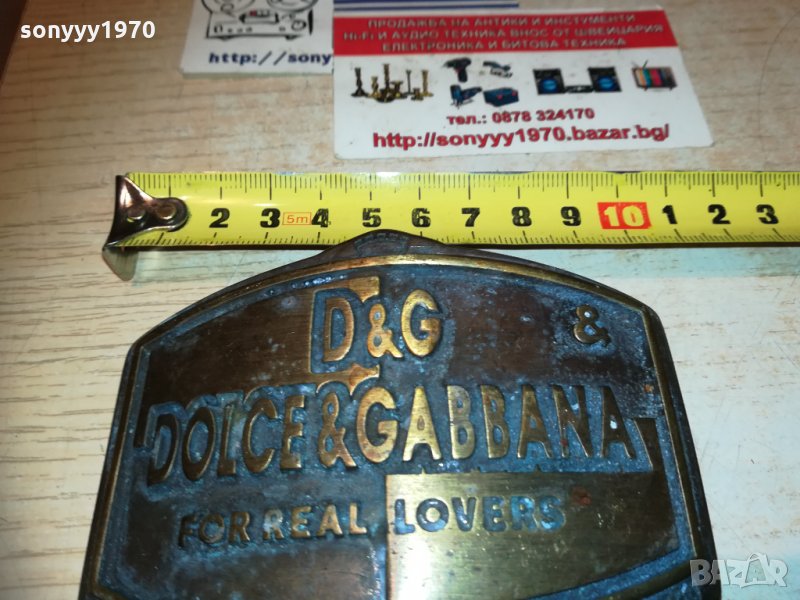 sonyyy1970
http://sony
ПРОДАЖБА НА АНТИКИ И ИНСТУМЕНТИ
Hi-Fi И АУДИО ТЕХНИКА ВНОС ОТ ШВЕЙЦАРИЯ
ЕЛЕКТРОНИКА И БИТОВА ТЕХНИКА
тел.: 0878 324170
http://sonyyy1970.bazar.bg/
2 3 5m 4 5 6 7 8 9 10 1 2 3
D&G &
DOLCE&GABBANA
FOR REAL LOVERS
BAZAR